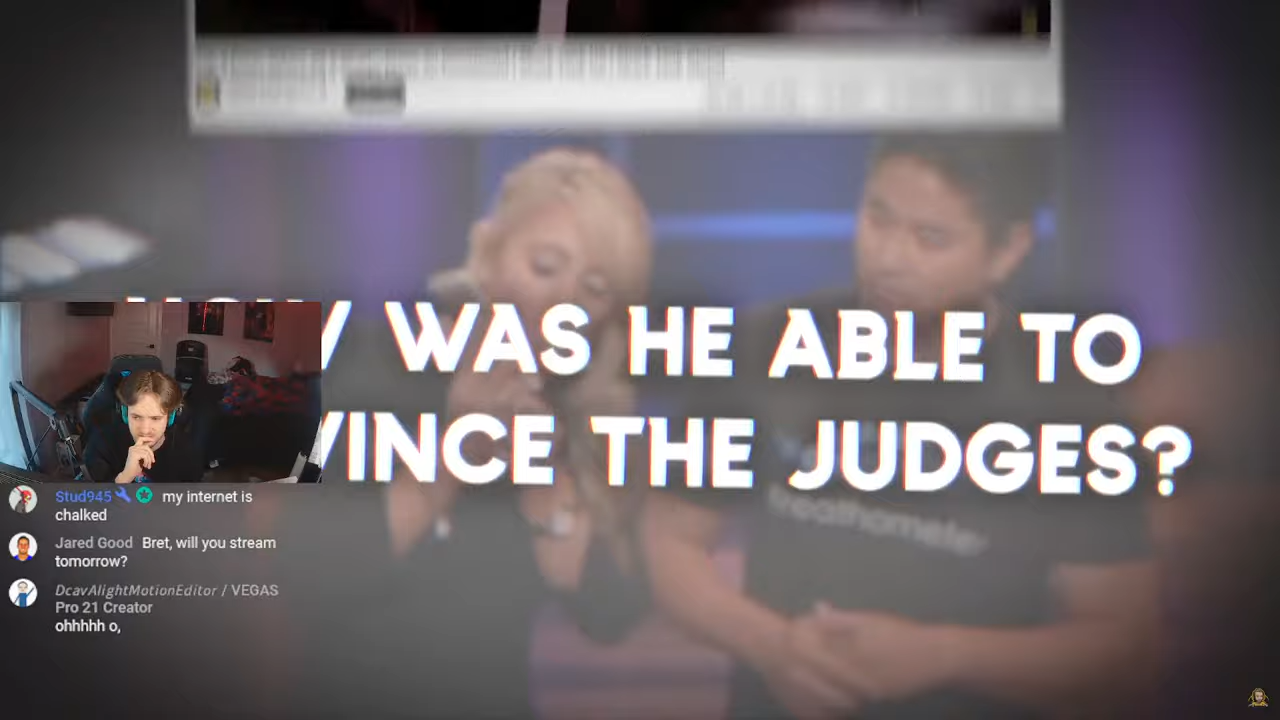 WAS HE ABLE TO
VINCE THE JUDGES?
Stud945 my internet is
chalked
Jared Good Bret, will you stream
tomorrow?
DcavAlightMotionEditor / VEGAS
Pro 21 Creator
ohhhhh o,